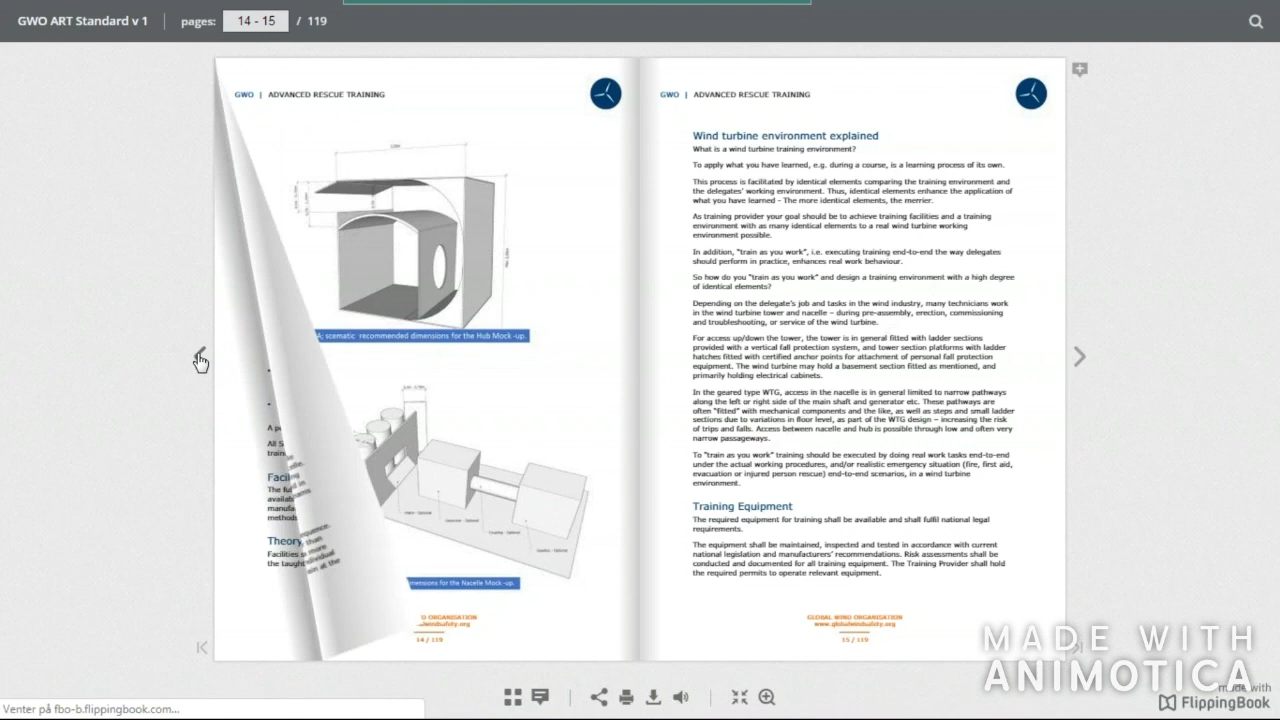 GWO ART Standard v 1
pages:
14 - 15
/ 119
GWO | ADVANCED RESCUE TRAINING
A; scematic recommended dimensions for the Hub Mock -up.
All S
train
Facil
The ful
availab
manufa
methods
Theory
Facilities s
the taught
mensions for the Nacelle Mock -up.
D ORGANISATION
14 / 119
GWO | ADVANCED RESCUE TRAINING
Wind turbine environment explained
What is a wind turbine training environment?
To apply what you have learned, e.g. during a course, is a learning process of its own.
This process is facilitated by identical elements comparing the training environment and
the delegates' working environment. Thus, identical elements enhance the application of
what you have learned - The more identical elements, the merrier.
As training provider your goal should be to achieve training facilities and a training
environment with as many identical elements to a real wind turbine working
environment possible.
In addition, "train as you work", i.e. executing training end-to-end the way delegates
should perform in practice, enhances real work behaviour.
So how do you "train as you work" and design a training environment with a high degree
of identical elements?
Depending on the delegate's job and tasks in the wind industry, many technicians work
in the wind turbine tower and nacelle – during pre-assembly, erection, commissioning
and troubleshooting, or service of the wind turbine.
For access up/down the tower, the tower is in general fitted with ladder sections
provided with a vertical fall protection system, and tower section platforms with ladder
hatches fitted with certified anchor points for attachment of personal fall protection
equipment. The wind turbine may hold a basement section fitted as mentioned, and
primarily holding electrical cabinets.
In the geared type WTG, access in the nacelle is in general limited to narrow pathways
along the left or right side of the main shaft and generator etc. These pathways are
often "fitted" with mechanical components and the like, as well as steps and small ladder
sections due to variations in floor level, as part of the WTG design – increasing the risk
of trips and falls. Access between nacelle and hub is possible through low and often very
narrow passageways.
To "train as you work" training should be executed by doing real work tasks end-to-end
under the actual working procedures, and/or realistic emergency situation (fire, first aid,
evacuation or injured person rescue) end-to-end scenarios, in a wind turbine
environment.
Training Equipment
The required equipment for training shall be available and shall fulfil national legal
requirements.
The equipment shall be maintained, inspected and tested in accordance with current
national legislation and manufacturers' recommendations. Risk assessments shall be
conducted and documented for all training equipment. The Training Provider shall hold
the required permits to operate relevant equipment.
GLOBAL WIND ORGANISATION
www.globalwindsafety.org
15 / 119
MADE WITH
ANIMOTICA
made with
FlippingBook
Venter på fbo-b.flippingbook.com...